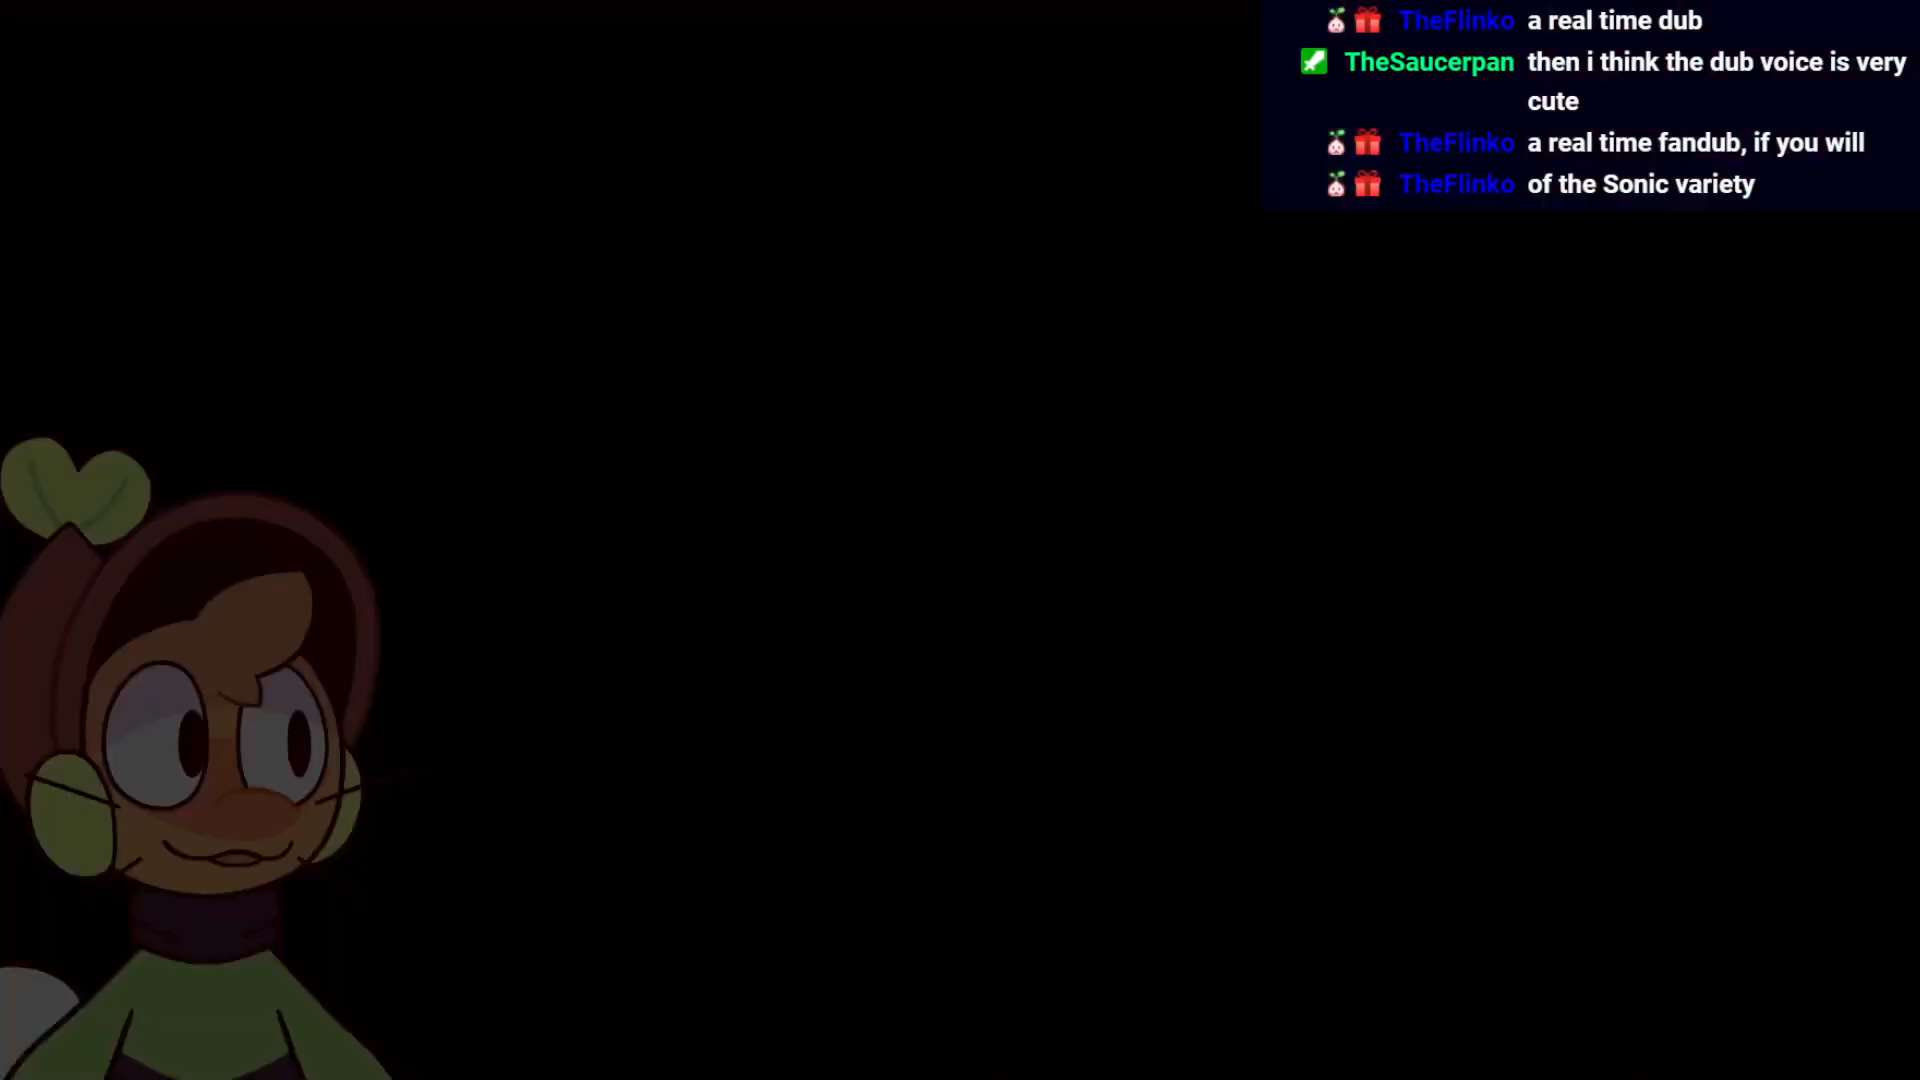 TheFlinko a real time dub
TheSaucerpan then i think the dub voice is very
cute
TheFlinko a real time fandub, if you will
TheFlinko of the Sonic variety